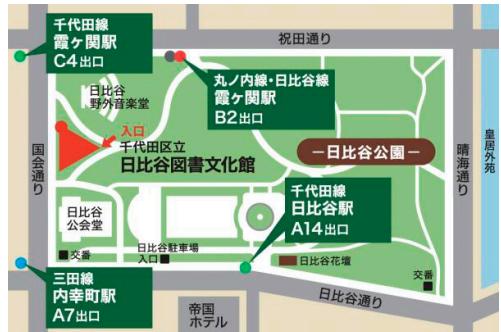 千代田線
霞ヶ関駅
C4出口
祝田通り
丸ノ内線・日比谷線
霞ヶ関駅
B2出口
日比谷
野外音楽堂
入口
千代田区立
日比谷図書文化館
国会通り
ー日比谷公園ー
晴海通り
皇居外苑
千代田線
日比谷駅
A14出口
日比谷
公会堂
交番
日比谷駐車場
入口
日比谷花壇
交番
三田線
内幸町駅
A7出口
帝国
ホテル
日比谷通り